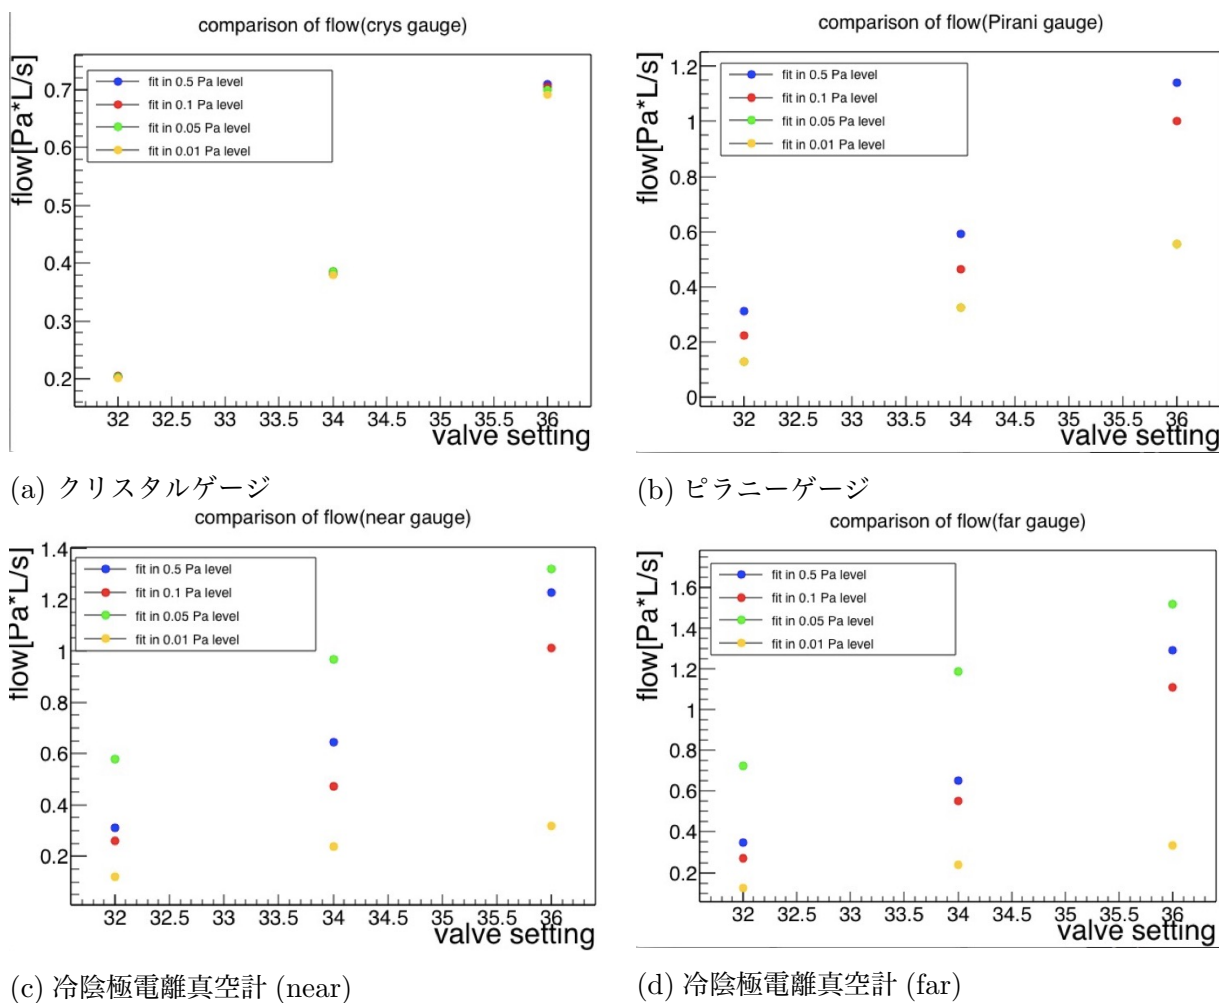 comparison of flow(crys gauge)
flow[Pa*L/s]
fit in 0.5 Pa level
fit in 0.1 Pa level
fit in 0.05 Pa level
fit in 0.01 Pa level
0.7
0.6
0.5
0.4
0.3
0.2
32 32.5 33 33.5 34 34.5 35 35.5 36
valve setting
(a) クリスタルゲージ
comparison of flow(Pirani gauge)
flow[Pa*L/s]
fit in 0.5 Pa level
fit in 0.1 Pa level
fit in 0.05 Pa level
fit in 0.01 Pa level
1.2
1
0.8
0.6
0.4
0.2
0
32 32.5 33 33.5 34 34.5 35 35.5 36
valve setting
(b) ピラニーゲージ
comparison of flow(near gauge)
flow[Pa*L/s]
fit in 0.5 Pa level
fit in 0.1 Pa level
fit in 0.05 Pa level
fit in 0.01 Pa level
1.4
1.2
1
0.8
0.6
0.4
0.2
32 32.5 33 33.5 34 34.5 35 35.5 36
valve setting
(c) 冷陰極電離真空計 (near)
comparison of flow(far gauge)
flow[Pa*L/s]
fit in 0.5 Pa level
fit in 0.1 Pa level
fit in 0.05 Pa level
fit in 0.01 Pa level
1.6
1.4
1.2
1
0.8
0.6
0.4
0.2
32 32.5 33 33.5 34 34.5 35 35.5 36
valve setting
(d) 冷陰極電離真空計 (far)